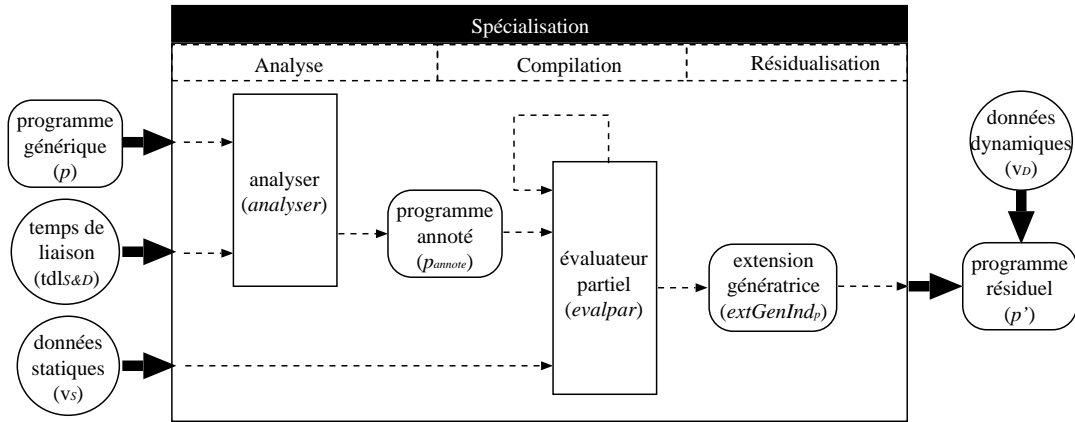 Spécialisation
Analyse
Compilation
Résidualisation
programme
générique
(p)
temps de
liaison
(tdlS&D)
données
statiques
(vS)
analyser
(analyser)
programme
annoté
(pannote)
évaluateur
partiel
(evalpar)
extension
génératrice
(extGenIndp)
données
dynamiques
(vD)
programme
résiduel
(p’)